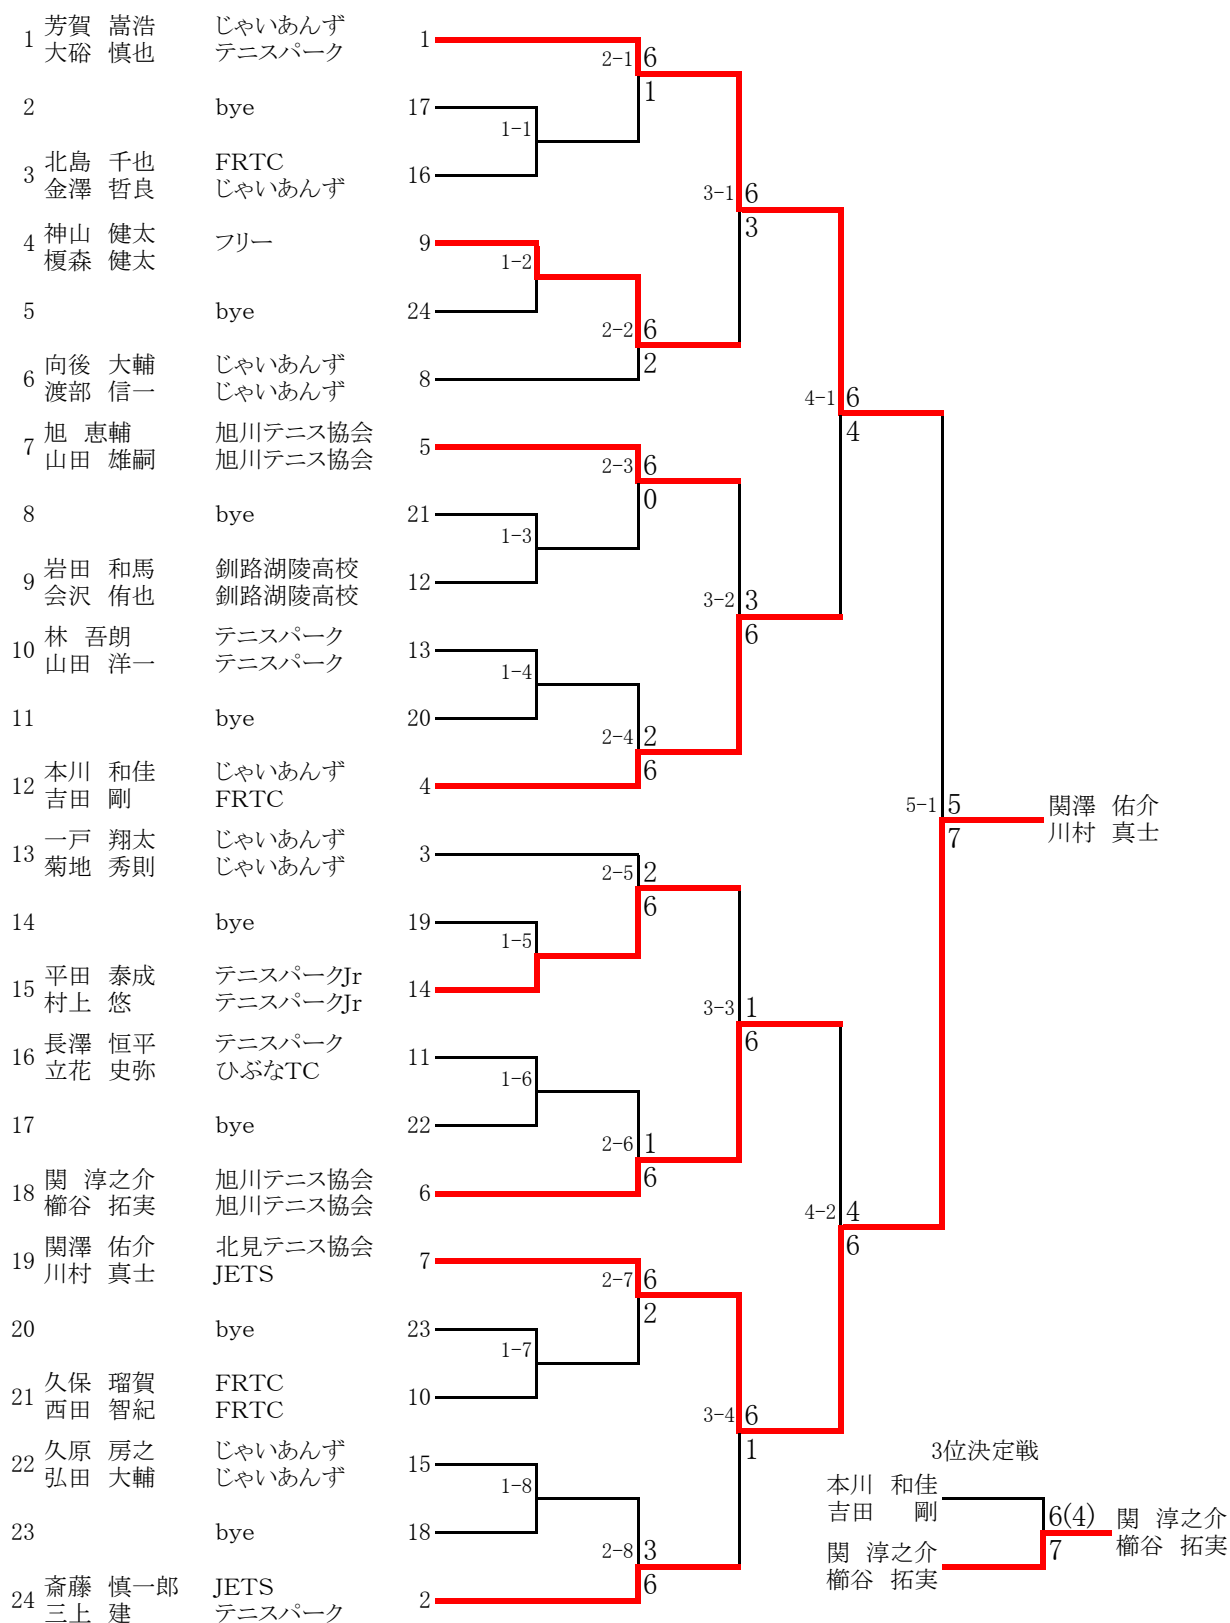 芳賀 嵩浩 じゃいあんず
1 1
大硲 慎也 テニスパーク
2-1 6
1
2 bye 17
1-1
北島 千也 FRTC
3 16
金澤 哲良 じゃいあんず
3-1 6
3
神山 健太
4 フリー 9
榎森 健太
1-2
5 bye 24
2-2 6
2
向後 大輔 じゃいあんず
6 8
渡部 信一 じゃいあんず
4-1 6
4
旭 恵輔 旭川テニス協会
7 5
山田 雄嗣 旭川テニス協会
2-3 6
0
8 bye 21
1-3
岩田 和馬 釧路湖陵高校
9 12
会沢 侑也 釧路湖陵高校
3-2 3
6
林 吾朗 テニスパーク
10 13
山田 洋一 テニスパーク
1-4
11 bye 20
2-4 2
6
本川 和佳 じゃいあんず
12 4
吉田 剛 FRTC
5-1 5
7
関澤 佑介
川村 真士
一戸 翔太 じゃいあんず
13 3
菊地 秀則 じゃいあんず
2-5 2
6
14 bye 19
1-5
平田 泰成 テニスパークJr
15 14
村上 悠 テニスパークJr
3-3 1
6
長澤 恒平 テニスパーク
16 11
立花 史弥 ひぶなTC
1-6
17 bye 22
2-6 1
6
関 淳之介 旭川テニス協会
18 6
櫛谷 拓実 旭川テニス協会
4-2 4
6
関澤 佑介 北見テニス協会
19 7
川村 真士 JETS
2-7 6
2
20 bye 23
1-7
久保 瑠賀 FRTC
21 10
西田 智紀 FRTC
3-4 6
1
久原 房之 じゃいあんず
22 15
弘田 大輔 じゃいあんず
1-8
23 bye 18
2-8 3
6
斎藤 慎一郎 JETS
24 2
三上 建 テニスパーク
3位決定戦
本川 和佳
吉田 剛
6(4)
7
関 淳之介
櫛谷 拓実
関 淳之介
櫛谷 拓実